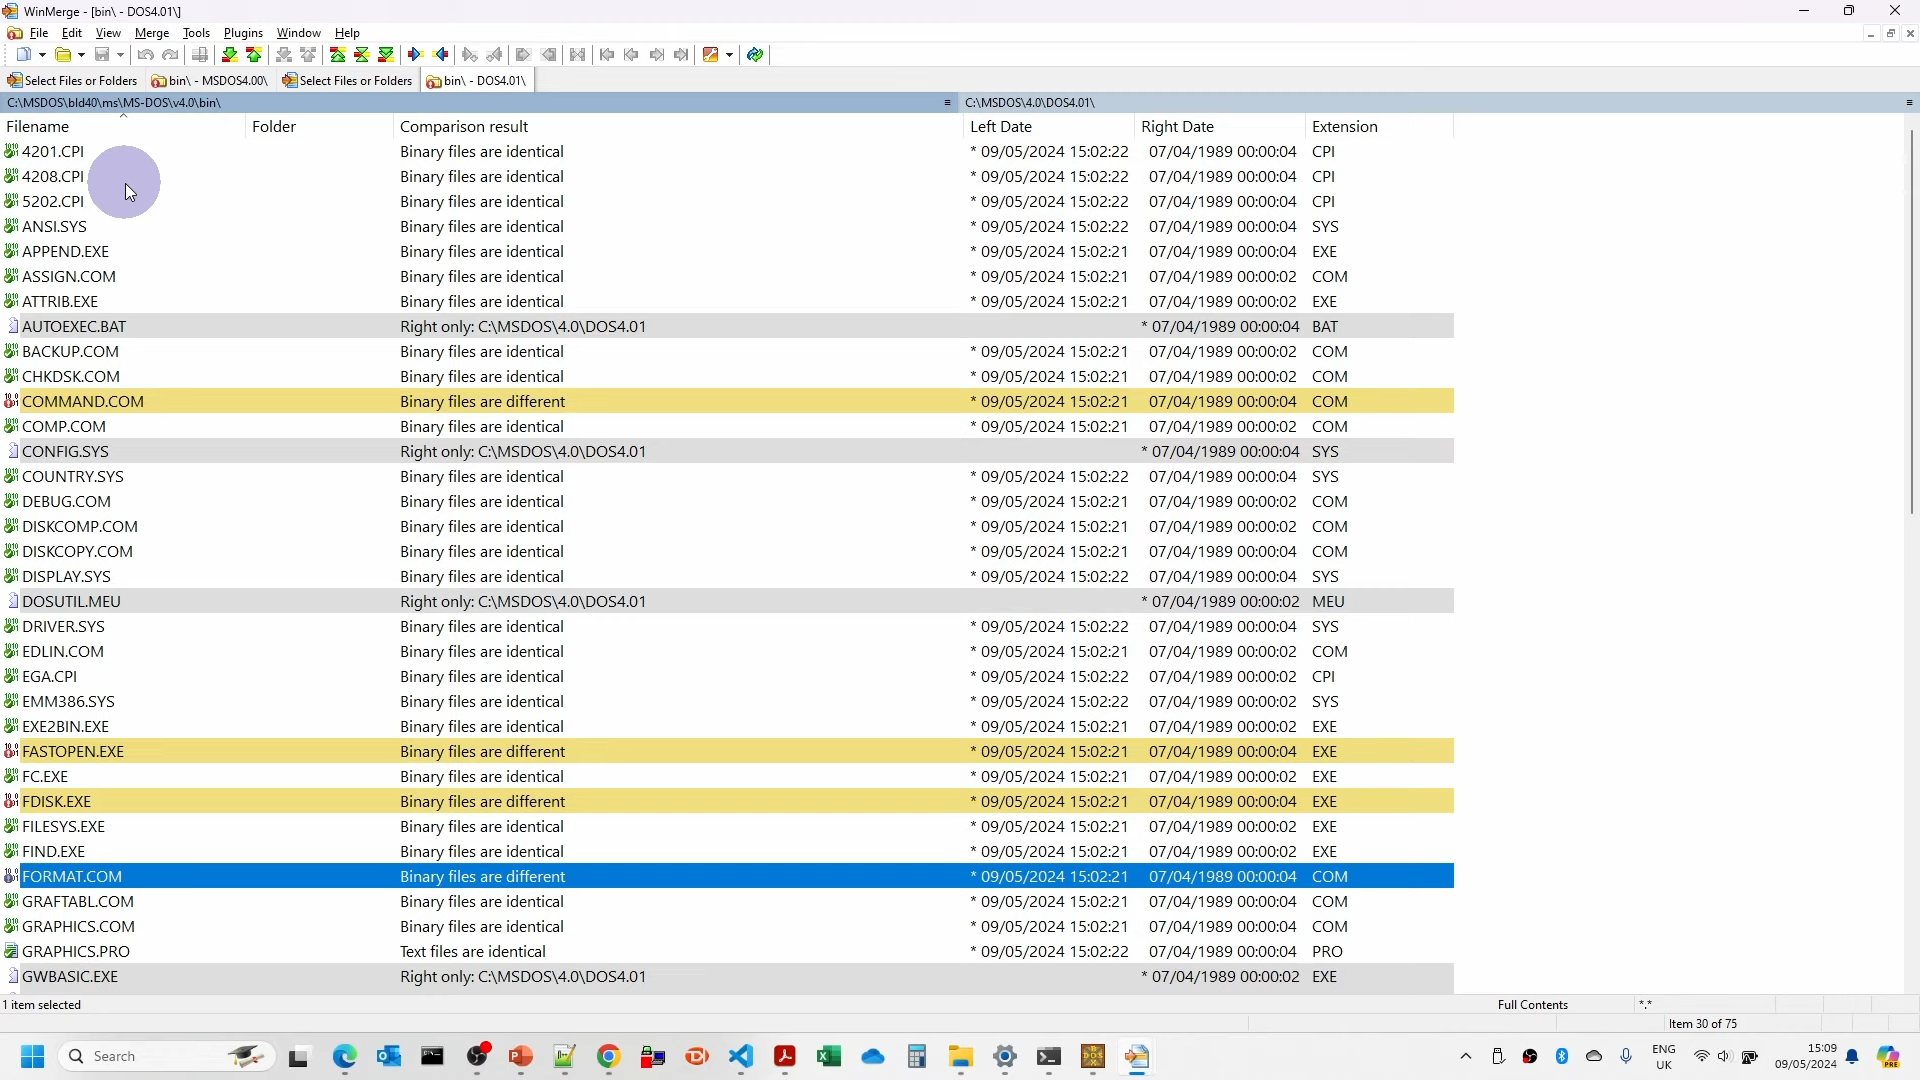 WinMerge - [bin\ - DOS4.01\]
File Edit View Merge Tools Plugins Window Help
Select Files or Folders bin\ - MSDOS4.00\ Select Files or Folders bin\ - DOS4.01\
C:\MSDOS\bld40\ms\MS-DOS\v4.0\bin\ C:\MSDOS\4.0\DOS4.01\
Filename Folder Comparison result Left Date Right Date Extension
4201.CPI Binary files are identical * 09/05/2024 15:02:22 07/04/1989 00:00:04 CPI
4208.CPI Binary files are identical * 09/05/2024 15:02:22 07/04/1989 00:00:04 CPI
5202.CPI Binary files are identical * 09/05/2024 15:02:22 07/04/1989 00:00:04 CPI
ANSI.SYS Binary files are identical * 09/05/2024 15:02:22 07/04/1989 00:00:04 SYS
APPEND.EXE Binary files are identical * 09/05/2024 15:02:21 07/04/1989 00:00:04 EXE
ASSIGN.COM Binary files are identical * 09/05/2024 15:02:21 07/04/1989 00:00:02 COM
ATTRIB.EXE Binary files are identical * 09/05/2024 15:02:21 07/04/1989 00:00:02 EXE
AUTOEXEC.BAT Right only: C:\MSDOS\4.0\DOS4.01 * 07/04/1989 00:00:04 BAT
BACKUP.COM Binary files are identical * 09/05/2024 15:02:21 07/04/1989 00:00:02 COM
CHKDSK.COM Binary files are identical * 09/05/2024 15:02:21 07/04/1989 00:00:02 COM
COMMAND.COM Binary files are different * 09/05/2024 15:02:21 07/04/1989 00:00:04 COM
COMP.COM Binary files are identical * 09/05/2024 15:02:21 07/04/1989 00:00:02 COM
CONFIG.SYS Right only: C:\MSDOS\4.0\DOS4.01 * 07/04/1989 00:00:04 SYS
COUNTRY.SYS Binary files are identical * 09/05/2024 15:02:22 07/04/1989 00:00:04 SYS
DEBUG.COM Binary files are identical * 09/05/2024 15:02:21 07/04/1989 00:00:02 COM
DISKCOMP.COM Binary files are identical * 09/05/2024 15:02:21 07/04/1989 00:00:02 COM
DISKCOPY.COM Binary files are identical * 09/05/2024 15:02:21 07/04/1989 00:00:04 COM
DISPLAY.SYS Binary files are identical * 09/05/2024 15:02:22 07/04/1989 00:00:04 SYS
DOSUTIL.MEU Right only: C:\MSDOS\4.0\DOS4.01 * 07/04/1989 00:00:02 MEU
DRIVER.SYS Binary files are identical * 09/05/2024 15:02:22 07/04/1989 00:00:04 SYS
EDLIN.COM Binary files are identical * 09/05/2024 15:02:21 07/04/1989 00:00:02 COM
EGA.CPI Binary files are identical * 09/05/2024 15:02:22 07/04/1989 00:00:02 CPI
EMM386.SYS Binary files are identical * 09/05/2024 15:02:22 07/04/1989 00:00:02 SYS
EXE2BIN.EXE Binary files are identical * 09/05/2024 15:02:21 07/04/1989 00:00:02 EXE
FASTOPEN.EXE Binary files are different * 09/05/2024 15:02:21 07/04/1989 00:00:04 EXE
FC.EXE Binary files are identical * 09/05/2024 15:02:21 07/04/1989 00:00:02 EXE
FDISK.EXE Binary files are different * 09/05/2024 15:02:21 07/04/1989 00:00:04 EXE
FILESYS.EXE Binary files are identical * 09/05/2024 15:02:21 07/04/1989 00:00:02 EXE
FIND.EXE Binary files are identical * 09/05/2024 15:02:21 07/04/1989 00:00:02 EXE
FORMAT.COM Binary files are different * 09/05/2024 15:02:21 07/04/1989 00:00:04 COM
GRAFTABL.COM Binary files are identical * 09/05/2024 15:02:21 07/04/1989 00:00:04 COM
GRAPHICS.COM Binary files are identical * 09/05/2024 15:02:21 07/04/1989 00:00:04 COM
GRAPHICS.PRO Text files are identical * 09/05/2024 15:02:22 07/04/1989 00:00:04 PRO
GWBASIC.EXE Right only: C:\MSDOS\4.0\DOS4.01 * 07/04/1989 00:00:02 EXE
1 item selected Full Contents *.*
Item 30 of 75
Search ENG UK 15:09 09/05/2024